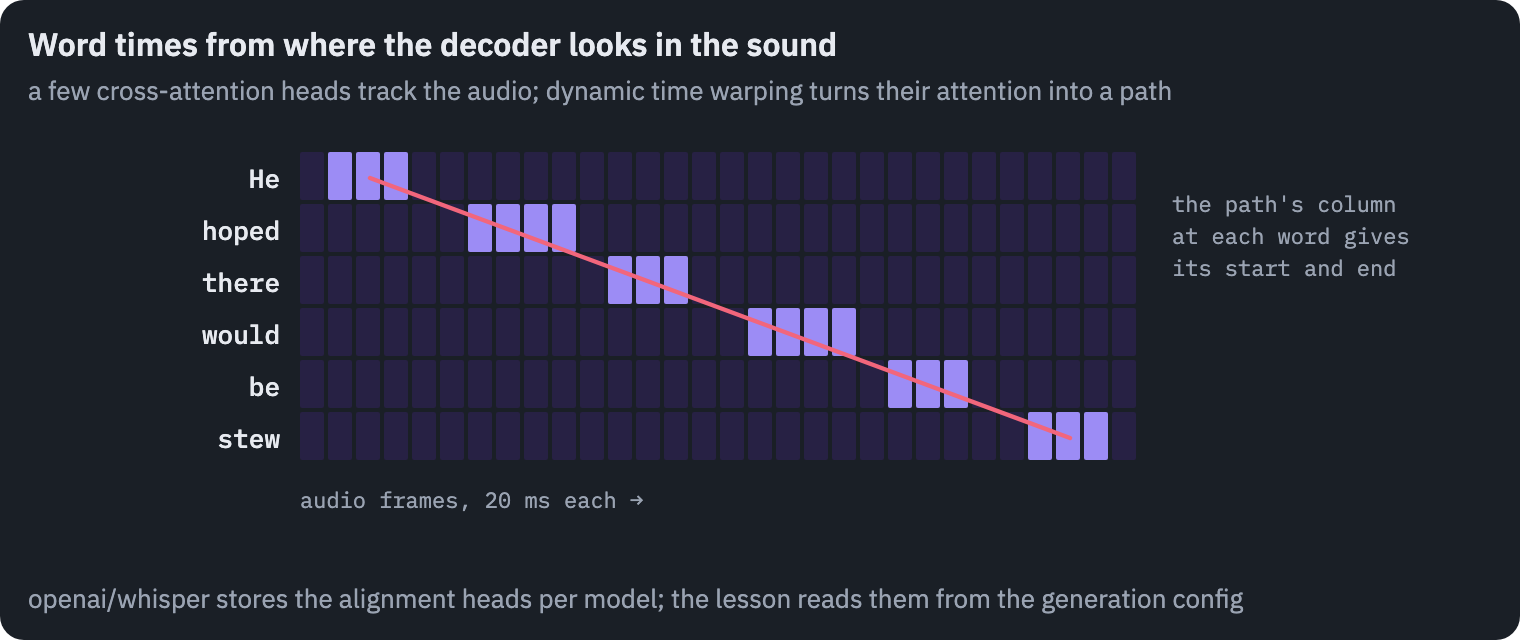 Word times from where the decoder looks in the sound
a few cross-attention heads track the audio; dynamic time warping turns their attention into a path
He
hoped
there
would
be
stew
the path's column
at each word gives
its start and end
audio frames, 20 ms each →
openai/whisper stores the alignment heads per model; the lesson reads them from the generation config